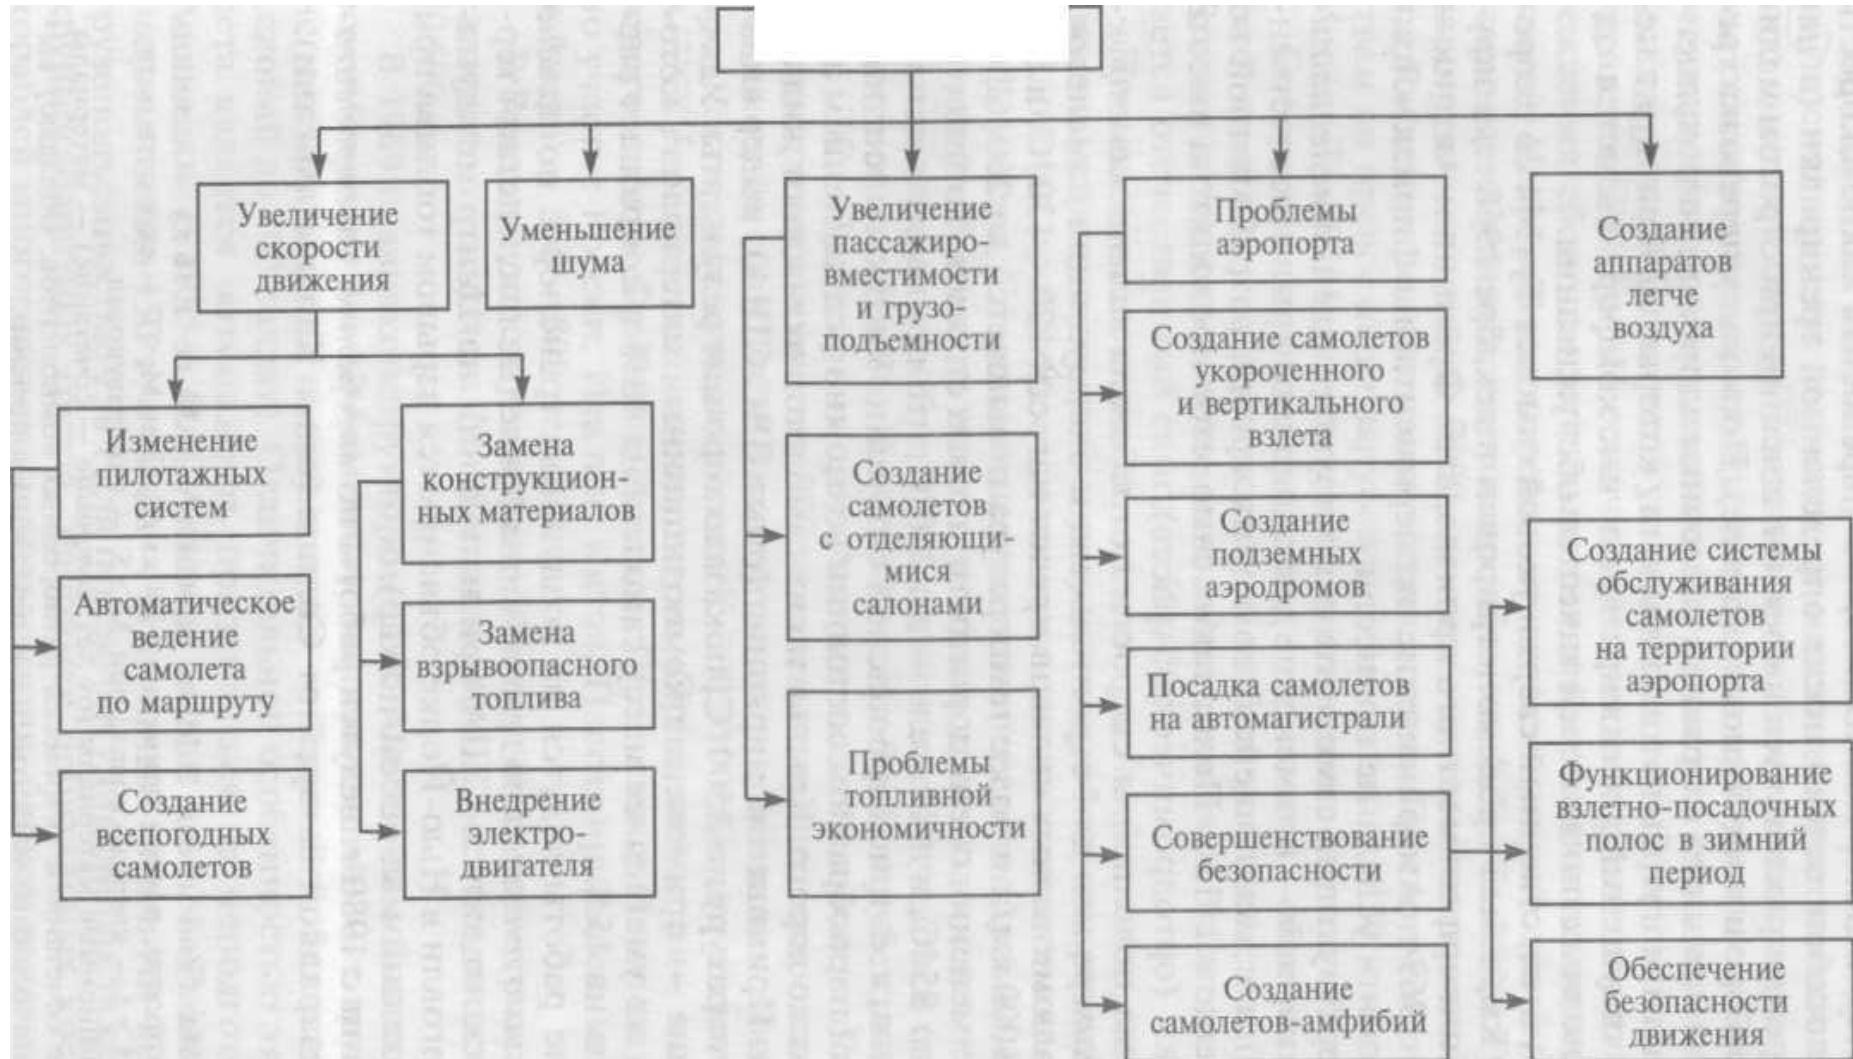 Увеличение
скорости
движения
Уменьшение
шума
Увеличение
пассажиро-
вместимости
и грузо-
подъемности
Проблемы
аэропорта
Создание
аппаратов
легче
воздуха
Изменение
пилотажных
систем
Автоматическое
ведение
самолета
по маршруту
Создание
всепогодных
самолетов
Замена
конструкцион-
ных материалов
Замена
взрывоопасного
топлива
Внедрение
электро-
двигателя
Создание
самолетов
с отделяющи-
мися
салонами
Проблемы
топливной
экономичности
Создание самолетов
укороченного
и вертикального
взлета
Создание
подземных
аэродромов
Посадка самолетов
на автомагистрали
Совершенствование
безопасности
Создание
самолетов-амфибий
Создание системы
обслуживания
самолетов
на территории
аэропорта
Функционирование
взлетно-посадочных
полос в зимний
период
Обеспечение
безопасности
движения